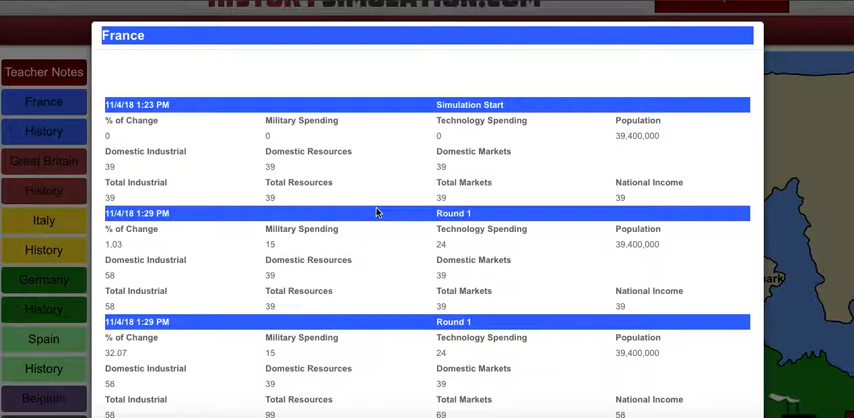 HISTORYSIMULATION.COM
France
Teacher Notes
France
History
Great Britain
History
Italy
History
Germany
History
Spain
History
Belgium
11/4/18 1:23 PM Simulation Start
% of Change Military Spending Technology Spending Population
0 0 0 39,400,000
Domestic Industrial Domestic Resources Domestic Markets
39 39 39
Total Industrial Total Resources Total Markets National Income
39 39 39 39
11/4/18 1:29 PM Round 1
% of Change Military Spending Technology Spending Population
1.03 15 24 39,400,000
Domestic Industrial Domestic Resources Domestic Markets
58 39 39
Total Industrial Total Resources Total Markets National Income
58 39 39 39
11/4/18 1:29 PM Round 1
% of Change Military Spending Technology Spending Population
32.07 15 24 39,400,000
Domestic Industrial Domestic Resources Domestic Markets
58 39 39
Total Industrial Total Resources Total Markets National Income
58 99 69 58